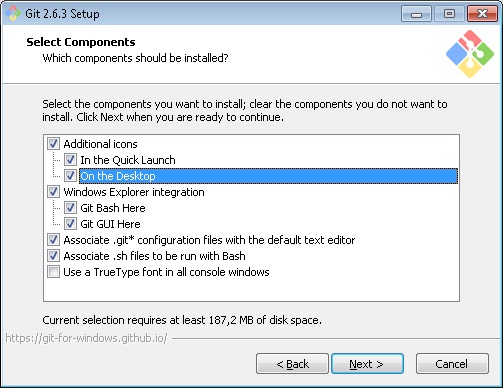 Git 2.6.3 Setup
Select Components
Which components should be installed?
Select the components you want to install; clear the components you do not want to
install. Click Next when you are ready to continue.
Additional icons
In the Quick Launch
On the Desktop
Windows Explorer integration
Git Bash Here
Git GUI Here
Associate .git* configuration files with the default text editor
Associate .sh files to be run with Bash
Use a TrueType font in all console windows
Current selection requires at least 187,2 MB of disk space.
https://git-for-windows.github.io/
< Back
Next >
Cancel